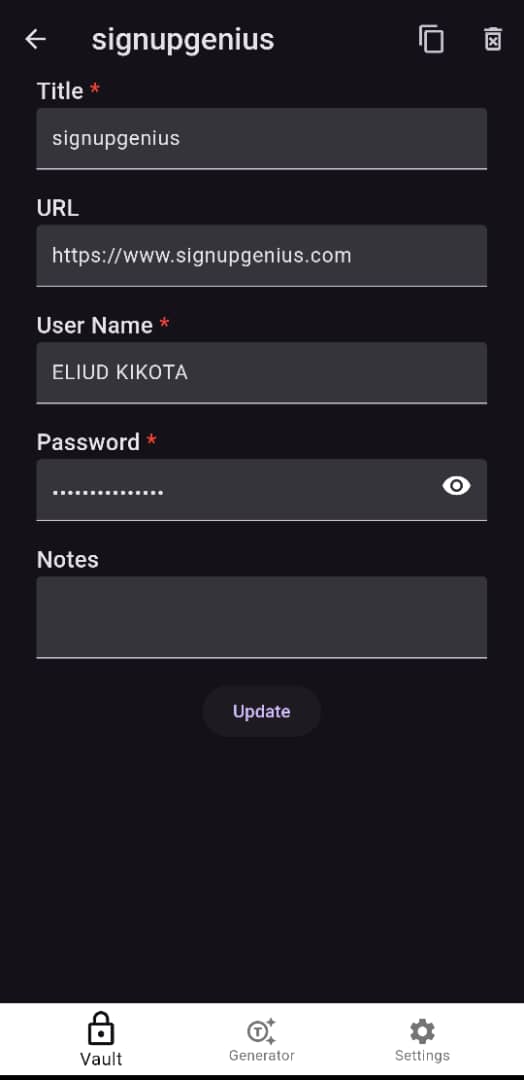 signupgenius
Title *
signupgenius
URL
https://www.signupgenius.com
User Name *
ELIUD KIKOTA
Password *
...............
Notes
Update
Vault
Generator
Settings